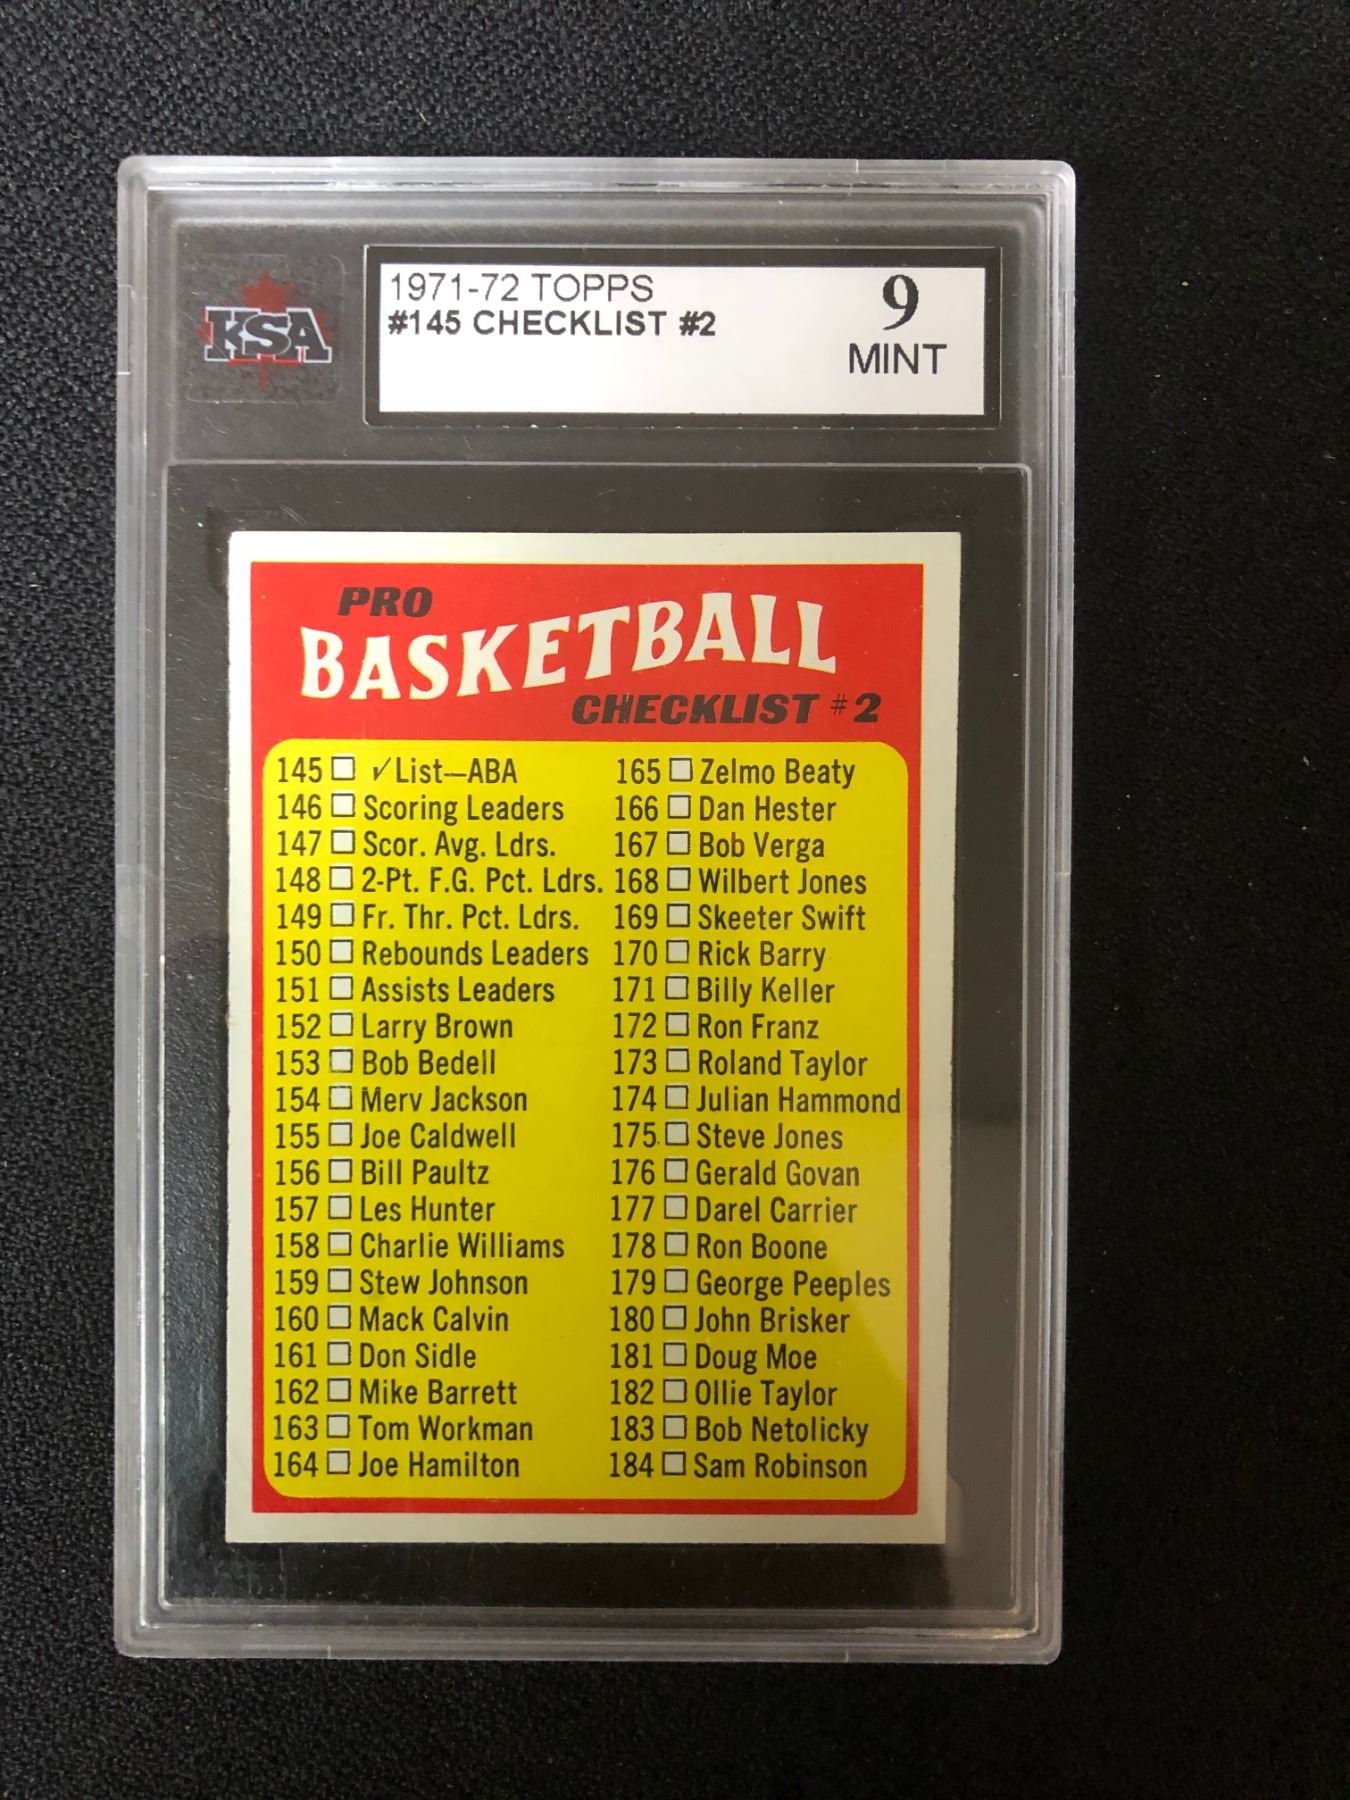 KSA
1971-72 TOPPS
#145 CHECKLIST #2
9
MINT
PRO
BASKETBALL
CHECKLIST #2
145 ☐ ✓List—ABA
146 ☐ Scoring Leaders
147 ☐ Scor. Avg. Ldrs.
148 ☐ 2-Pt. F.G. Pct. Ldrs.
149 ☐ Fr. Thr. Pct. Ldrs.
150 ☐ Rebounds Leaders
151 ☐ Assists Leaders
152 ☐ Larry Brown
153 ☐ Bob Bedell
154 ☐ Merv Jackson
155 ☐ Joe Caldwell
156 ☐ Bill Paultz
157 ☐ Les Hunter
158 ☐ Charlie Williams
159 ☐ Stew Johnson
160 ☐ Mack Calvin
161 ☐ Don Sidle
162 ☐ Mike Barrett
163 ☐ Tom Workman
164 ☐ Joe Hamilton
165 ☐ Zelmo Beaty
166 ☐ Dan Hester
167 ☐ Bob Verga
168 ☐ Wilbert Jones
169 ☐ Skeeter Swift
170 ☐ Rick Barry
171 ☐ Billy Keller
172 ☐ Ron Franz
173 ☐ Roland Taylor
174 ☐ Julian Hammond
175 ☐ Steve Jones
176 ☐ Gerald Govan
177 ☐ Darel Carrier
178 ☐ Ron Boone
179 ☐ George Peeples
180 ☐ John Brisker
181 ☐ Doug Moe
182 ☐ Ollie Taylor
183 ☐ Bob Netolicky
184 ☐ Sam Robinson